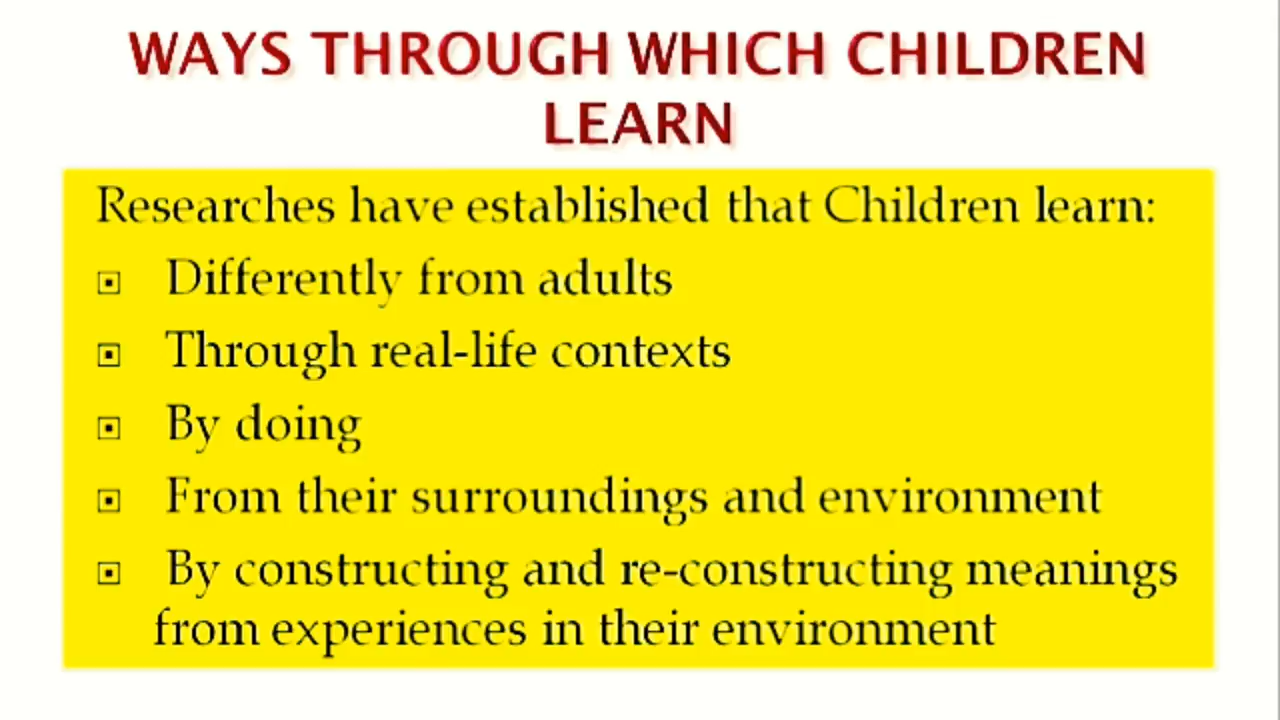 WAYS THROUGH WHICH CHILDREN
LEARN
Researches have established that Children learn:
Differently from adults
Through real-life contexts
By doing
From their surroundings and environment
By constructing and re-constructing meanings
from experiences in their environment